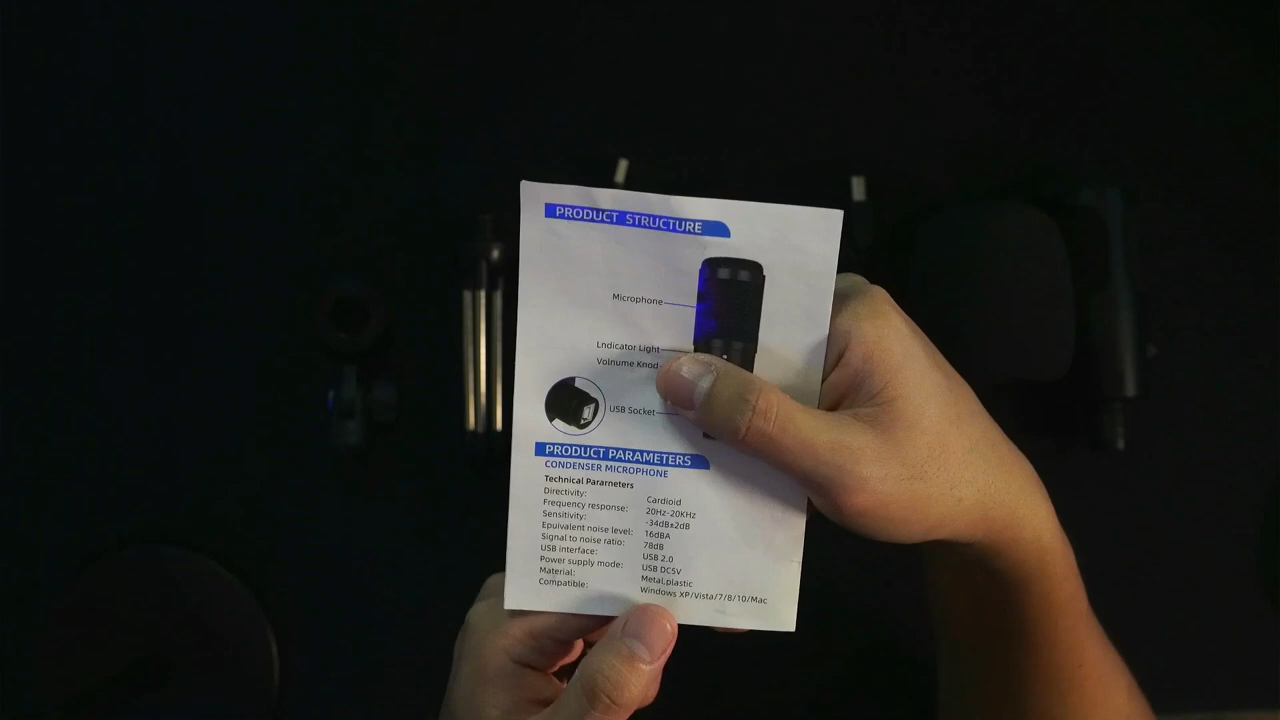 PRODUCT STRUCTURE
Microphone
Lndicator Light
Volnume Knod
USB Socket
PRODUCT PARAMETERS
CONDENSER MICROPHONE
Technical Pararneters
Directivity: Cardioid
Frequency response: 20Hz-20KHz
Sensitivity: -34dB±2dB
Epuivalent noise level: 16dBA
Signal to noise ratio: 78dB
USB interface: USB 2.0
Power supply mode: USB DC5V
Material: Metal,plastic
Compatible: Windows XP/Vista/7/8/10/Mac